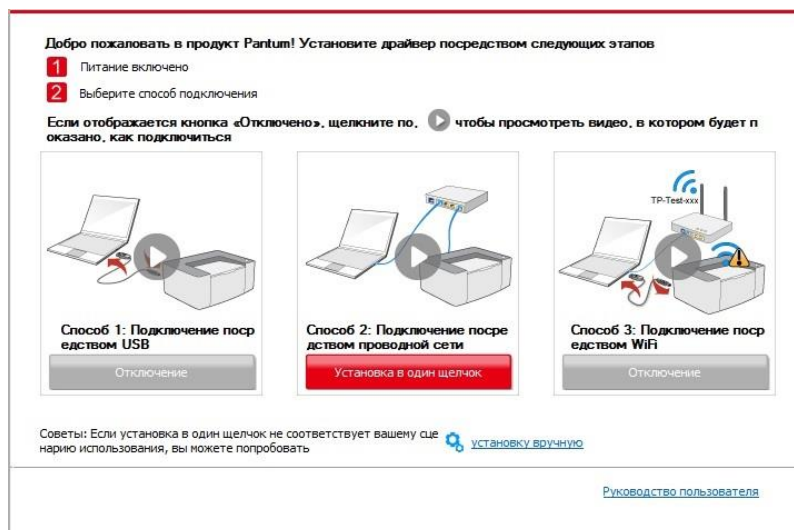 Добро пожаловать в продукт Pantum! Установите драйвер посредством следующих этапов
1 Питание включено
2 Выберите способ подключения
Если отображается кнопка «Отключено», щелкните по, чтобы просмотреть видео, в котором будет п
оказано, как подключиться
TP-Test-xxx
Способ 1: Подключение поср
едством USB
Отключение
Способ 2: Подключение посре
дством проводной сети
Установка в один щелчок
Способ 3: Подключение поср
едством WiFi
Отключение
Советы: Если установка в один щелчок не соответствует вашему сце
нарию использования, вы можете попробовать
установку вручную
Руководство пользователя